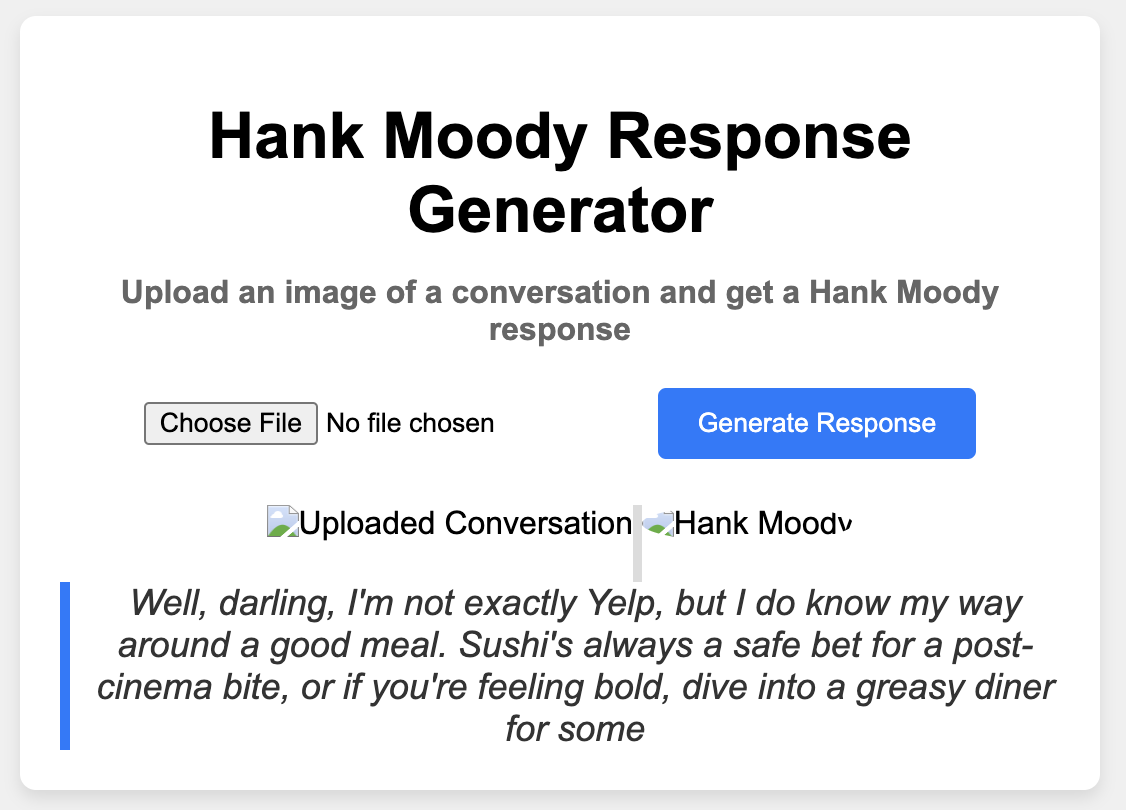 Hank Moody Response
Generator
Upload an image of a conversation and get a Hank Moody
response
Choose File No file chosen
Generate Response
Uploaded Conversation
Hank Moody
Well, darling, I'm not exactly Yelp, but I do know my way
around a good meal. Sushi's always a safe bet for a post-
cinema bite, or if you're feeling bold, dive into a greasy diner
for some